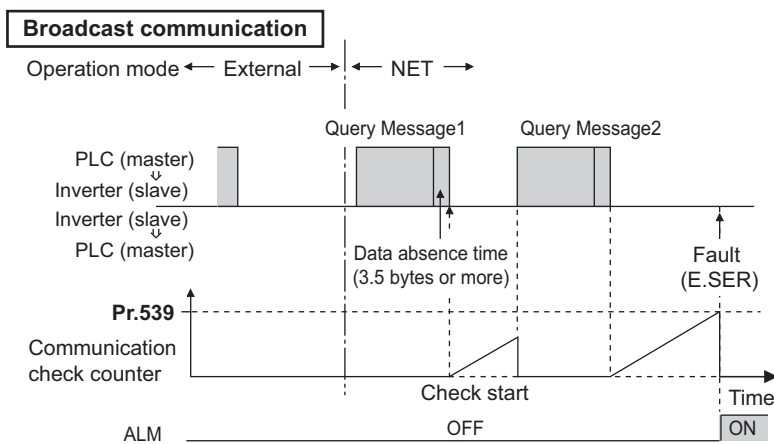 Broadcast communication
Operation mode External NET
Query Message1 Query Message2
PLC (master)
Inverter (slave)
Inverter (slave)
PLC (master)
Data absence time
(3.5 bytes or more)
Fault
(E.SER)
Pr.539
Communication
check counter
Check start
Time
ALM OFF ON